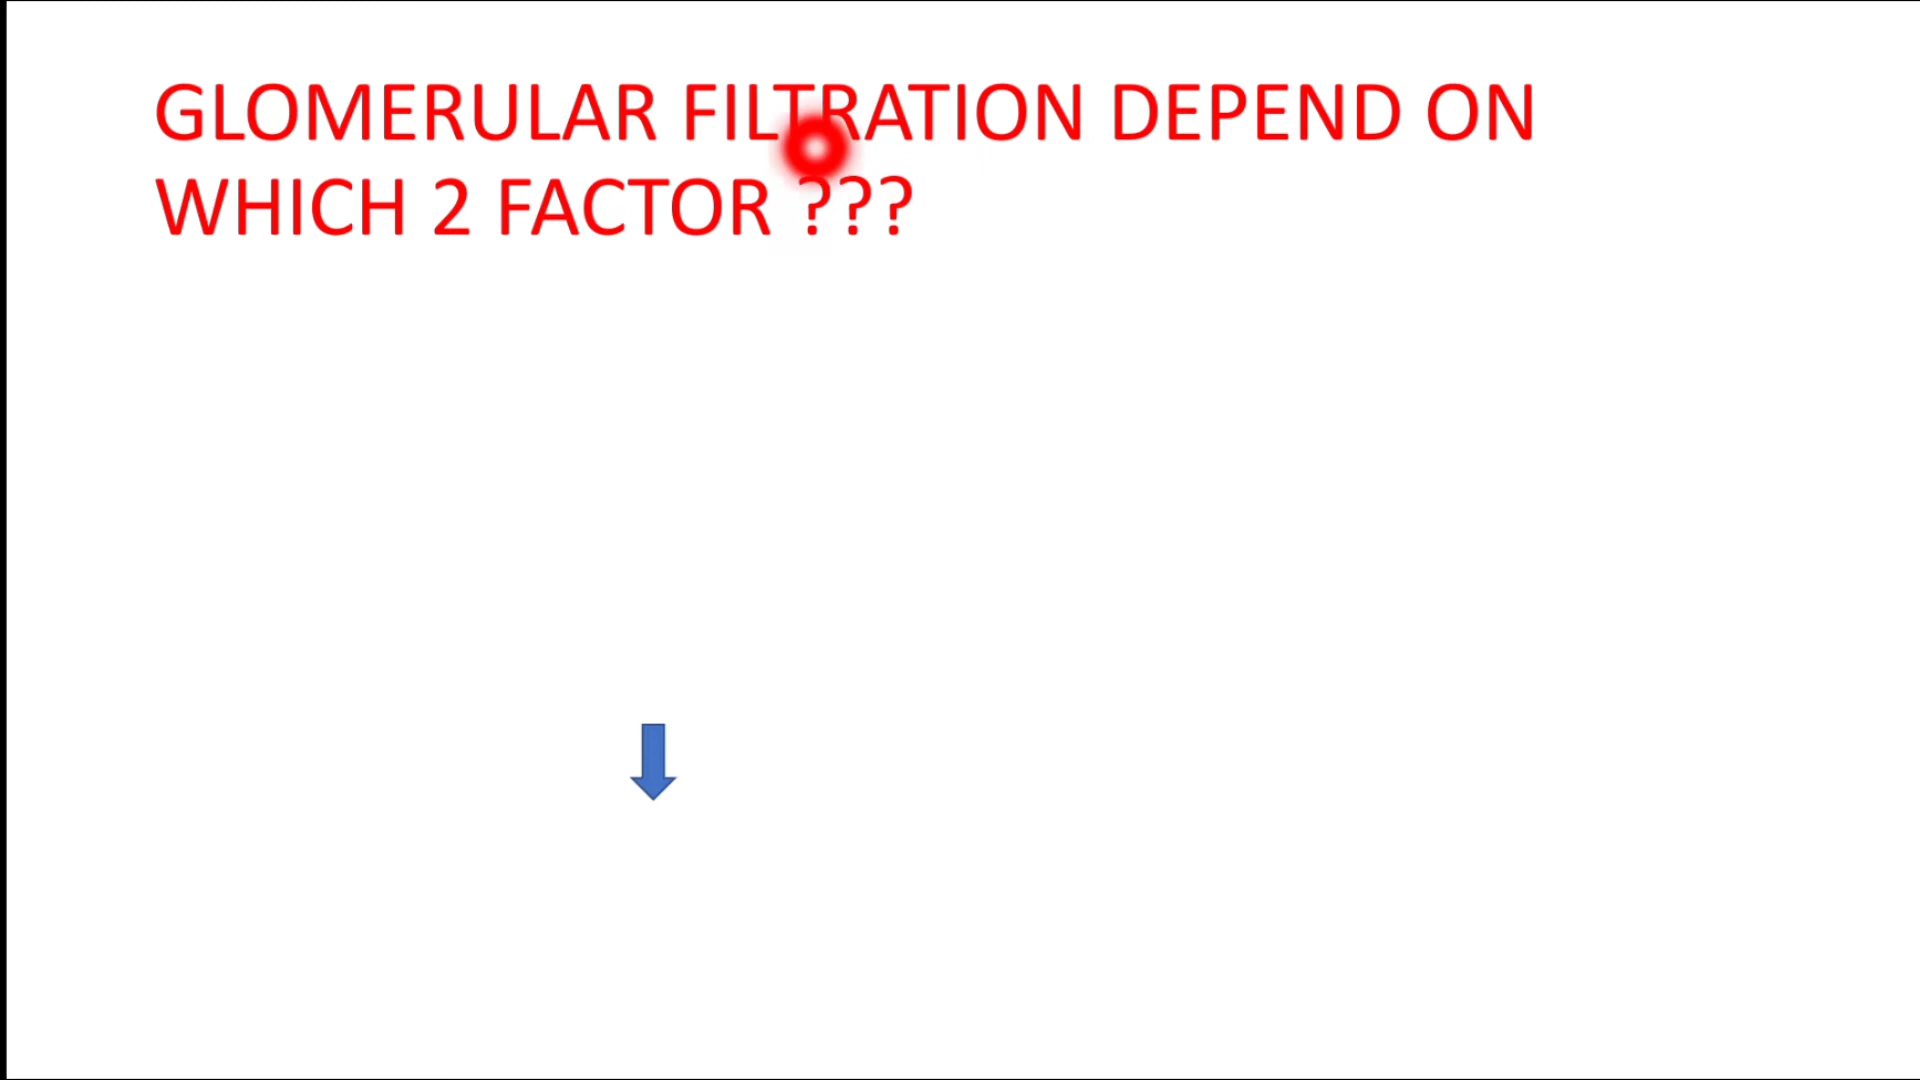 GLOMERULAR FILTRATION DEPEND ON
WHICH 2 FACTOR ???